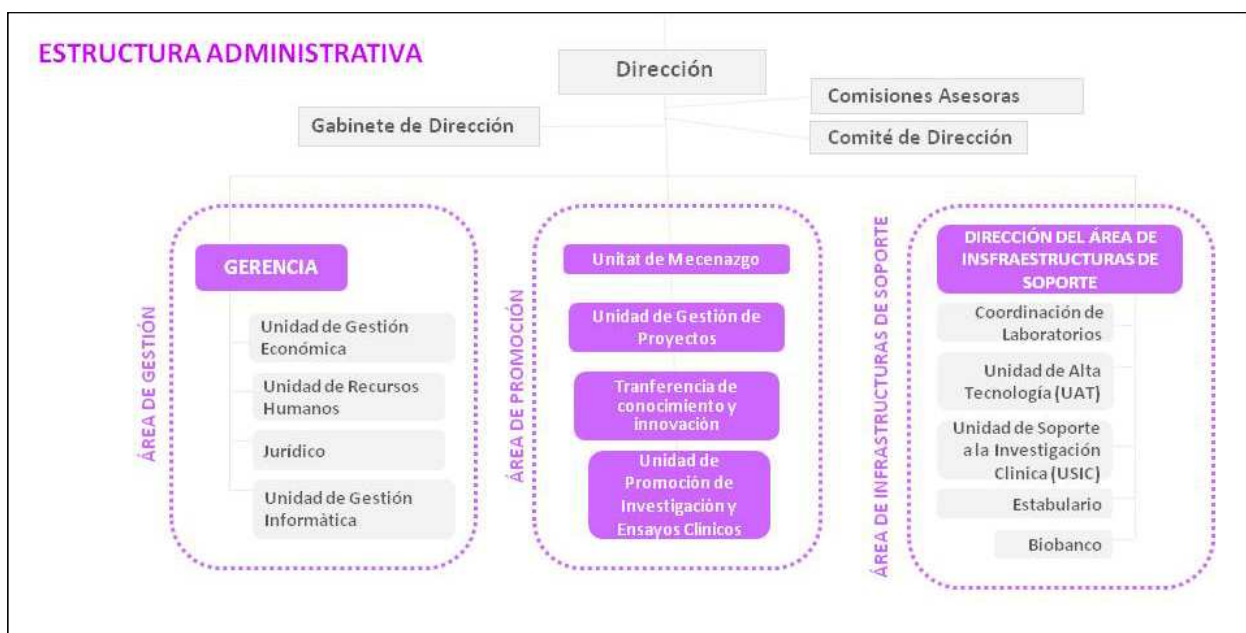 ESTRUCTURA ADMINISTRATIVA
Dirección
Comisiones Asesoras
Gabinete de Dirección
Comité de Dirección
ÁREA DE GESTIÓN
GERENCIA
Unidad de Gestión
Económica
Unidad de Recursos
Humanos
Jurídico
Unidad de Gestión
Informàtica
ÁREA DE PROMOCIÓN
Unitat de Mecenazgo
Unidad de Gestión de
Proyectos
Tranferencia de
conocimiento y
innovación
Unidad de
Promoción de
Investigación y
Ensayos Clínicos
ÁREA DE INFRASTRUCTURAS DE SOPORTE
DIRECCIÓN DEL ÁREA DE
INSFRAESTRUCTURAS DE
SOPORTE
Coordinación de
Laboratorios
Unidad de Alta
Tecnología (UAT)
Unidad de Soporte
a la Investigación
Clinica (USIC)
Estabulario
Biobanco